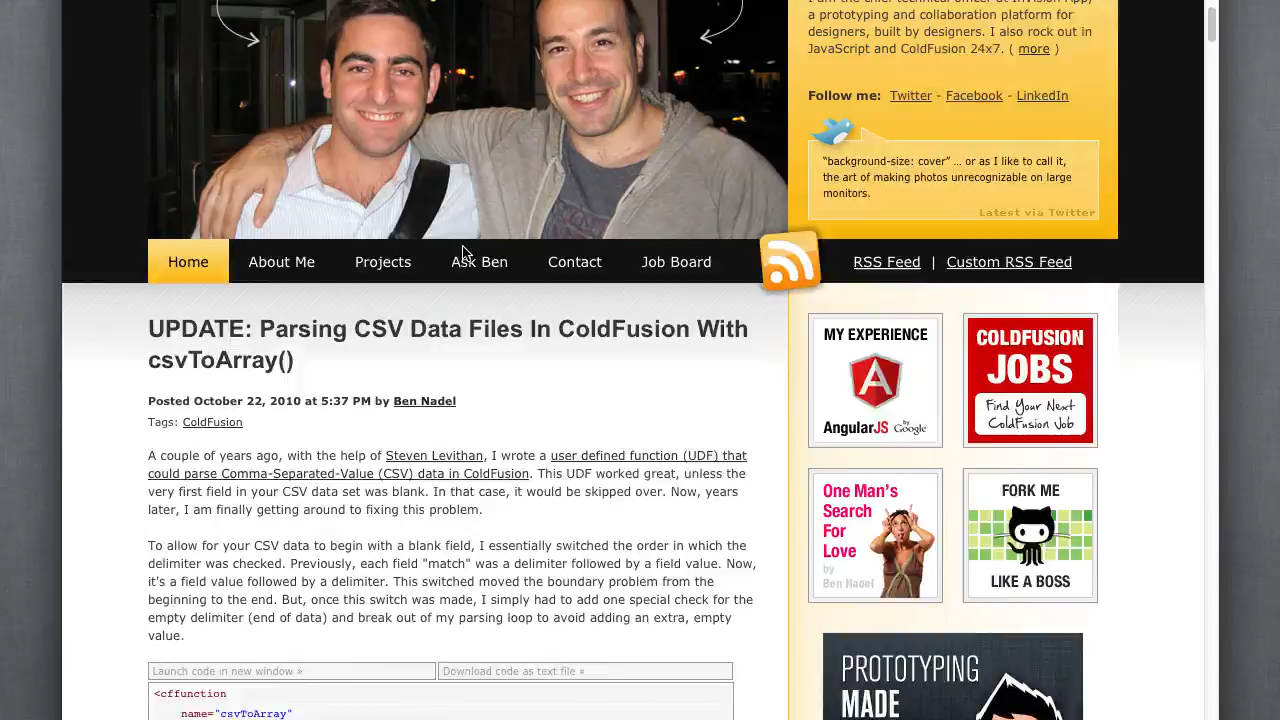 I am the chief technical officer at InVision App,
a prototyping and collaboration platform for
designers, built by designers. I also rock out in
JavaScript and ColdFusion 24x7. ( more )
Follow me: Twitter - Facebook - LinkedIn
"background-size: cover" … or as I like to call it,
the art of making photos unrecognizable on large
monitors.
Latest via Twitter
Home About Me Projects Ask Ben Contact Job Board RSS Feed | Custom RSS Feed
UPDATE: Parsing CSV Data Files In ColdFusion With
csvToArray()
Posted October 22, 2010 at 5:37 PM by Ben Nadel
Tags: ColdFusion
A couple of years ago, with the help of Steven Levithan, I wrote a user defined function (UDF) that
could parse Comma-Separated-Value (CSV) data in ColdFusion. This UDF worked great, unless the
very first field in your CSV data set was blank. In that case, it would be skipped over. Now, years
later, I am finally getting around to fixing this problem.
To allow for your CSV data to begin with a blank field, I essentially switched the order in which the
delimiter was checked. Previously, each field "match" was a delimiter followed by a field value. Now,
it's a field value followed by a delimiter. This switched moved the boundary problem from the
beginning to the end. But, once this switch was made, I simply had to add one special check for the
empty delimiter (end of data) and break out of my parsing loop to avoid adding an extra, empty
value.
Launch code in new window » Download code as text file »
<cffunction
name="csvToArray"
MY EXPERIENCE
AngularJS by Google
COLDFUSION
JOBS
Find Your Next
ColdFusion Job
One Man's
Search
For
Love
by
Ben Nadel
FORK ME
LIKE A BOSS
PROTOTYPING
MADE